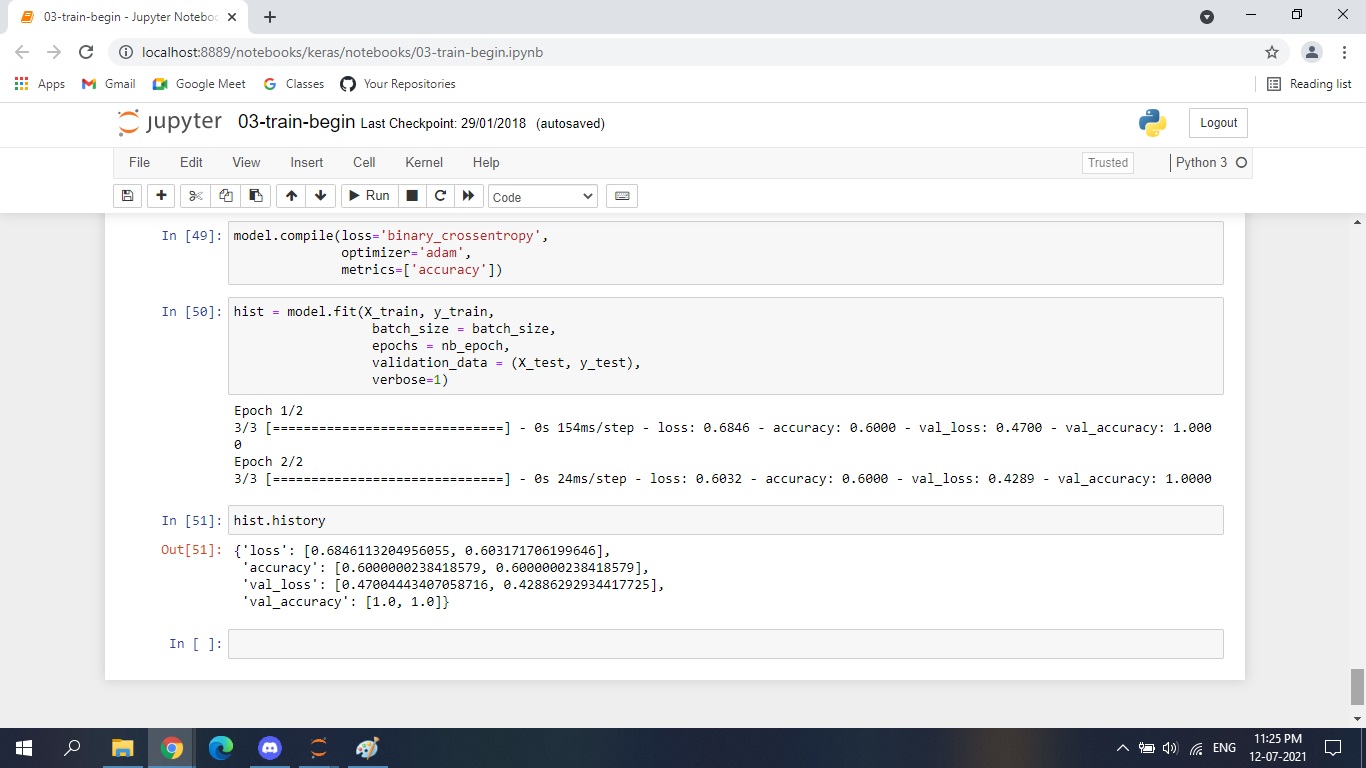 03-train-begin - Jupyter Noteboo
localhost:8889/notebooks/keras/notebooks/03-train-begin.ipynb
Apps Gmail Google Meet Classes Your Repositories Reading list
jupyter 03-train-begin Last Checkpoint: 29/01/2018 (autosaved) Logout
File Edit View Insert Cell Kernel Help Trusted Python 3
Run Code
In [49]: model.compile(loss='binary_crossentropy',
optimizer='adam',
metrics=['accuracy'])
In [50]: hist = model.fit(X_train, y_train,
batch_size = batch_size,
epochs = nb_epoch,
validation_data = (X_test, y_test),
verbose=1)
Epoch 1/2
3/3 [==============================] - 0s 154ms/step - loss: 0.6846 - accuracy: 0.6000 - val_loss: 0.4700 - val_accuracy: 1.000
0
Epoch 2/2
3/3 [==============================] - 0s 24ms/step - loss: 0.6032 - accuracy: 0.6000 - val_loss: 0.4289 - val_accuracy: 1.0000
In [51]: hist.history
Out[51]: {'loss': [0.6846113204956055, 0.603171706199646],
'accuracy': [0.6000000238418579, 0.6000000238418579],
'val_loss': [0.47004443407058716, 0.42886292934417725],
'val_accuracy': [1.0, 1.0]}
In [ ]:
ENG 11:25 PM
12-07-2021